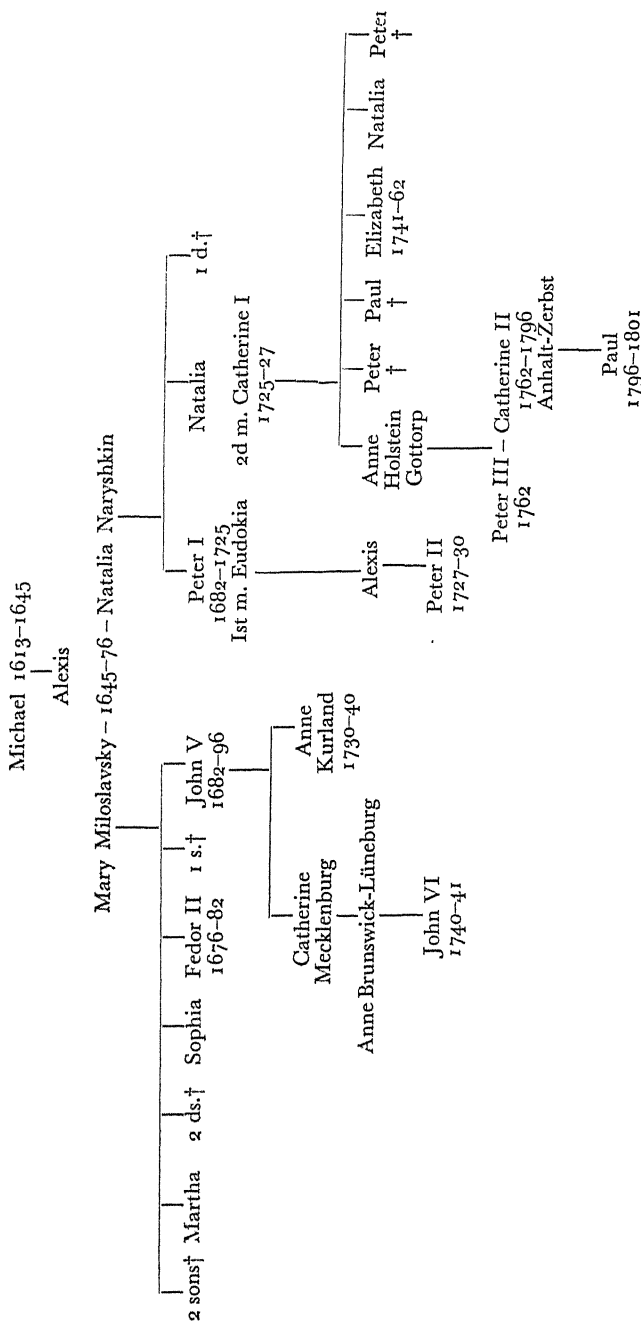 Michael 1613–1645
Alexis
Mary Miloslavsky – 1645–76 – Natalia Naryshkin
2 sons† Martha 2 ds.† Sophia Fedor II 1 s.† John V Peter I Natalia 1 d.†
1676–82 1682–96 1682–1725
1st m. Eudokia 2d m. Catherine I
1725–27
Catherine Anne
Mecklenburg Kurland
1730–40
Alexis Anne Peter Paul Elizabeth Natalia Peter
Holstein † † 1741–62 †
Gottorp
Anne Brunswick-Lüneburg
Peter II
1727–30
John VI
1740–41
Peter III – Catherine II
1762 1762–1796
Anhalt-Zerbst
Paul
1796–1801